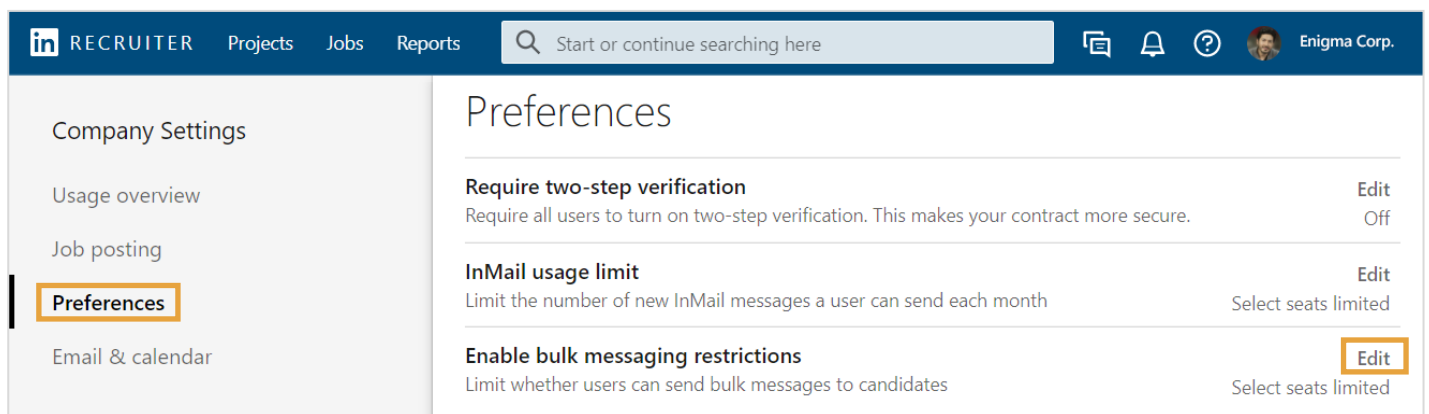 in RECRUITER Projects Jobs Reports Start or continue searching here Enigma Corp.
Company Settings
Usage overview
Job posting
Preferences
Email & calendar
Preferences
Require two-step verification Edit
Require all users to turn on two-step verification. This makes your contract more secure. Off
InMail usage limit Edit
Limit the number of new InMail messages a user can send each month Select seats limited
Enable bulk messaging restrictions Edit
Limit whether users can send bulk messages to candidates Select seats limited